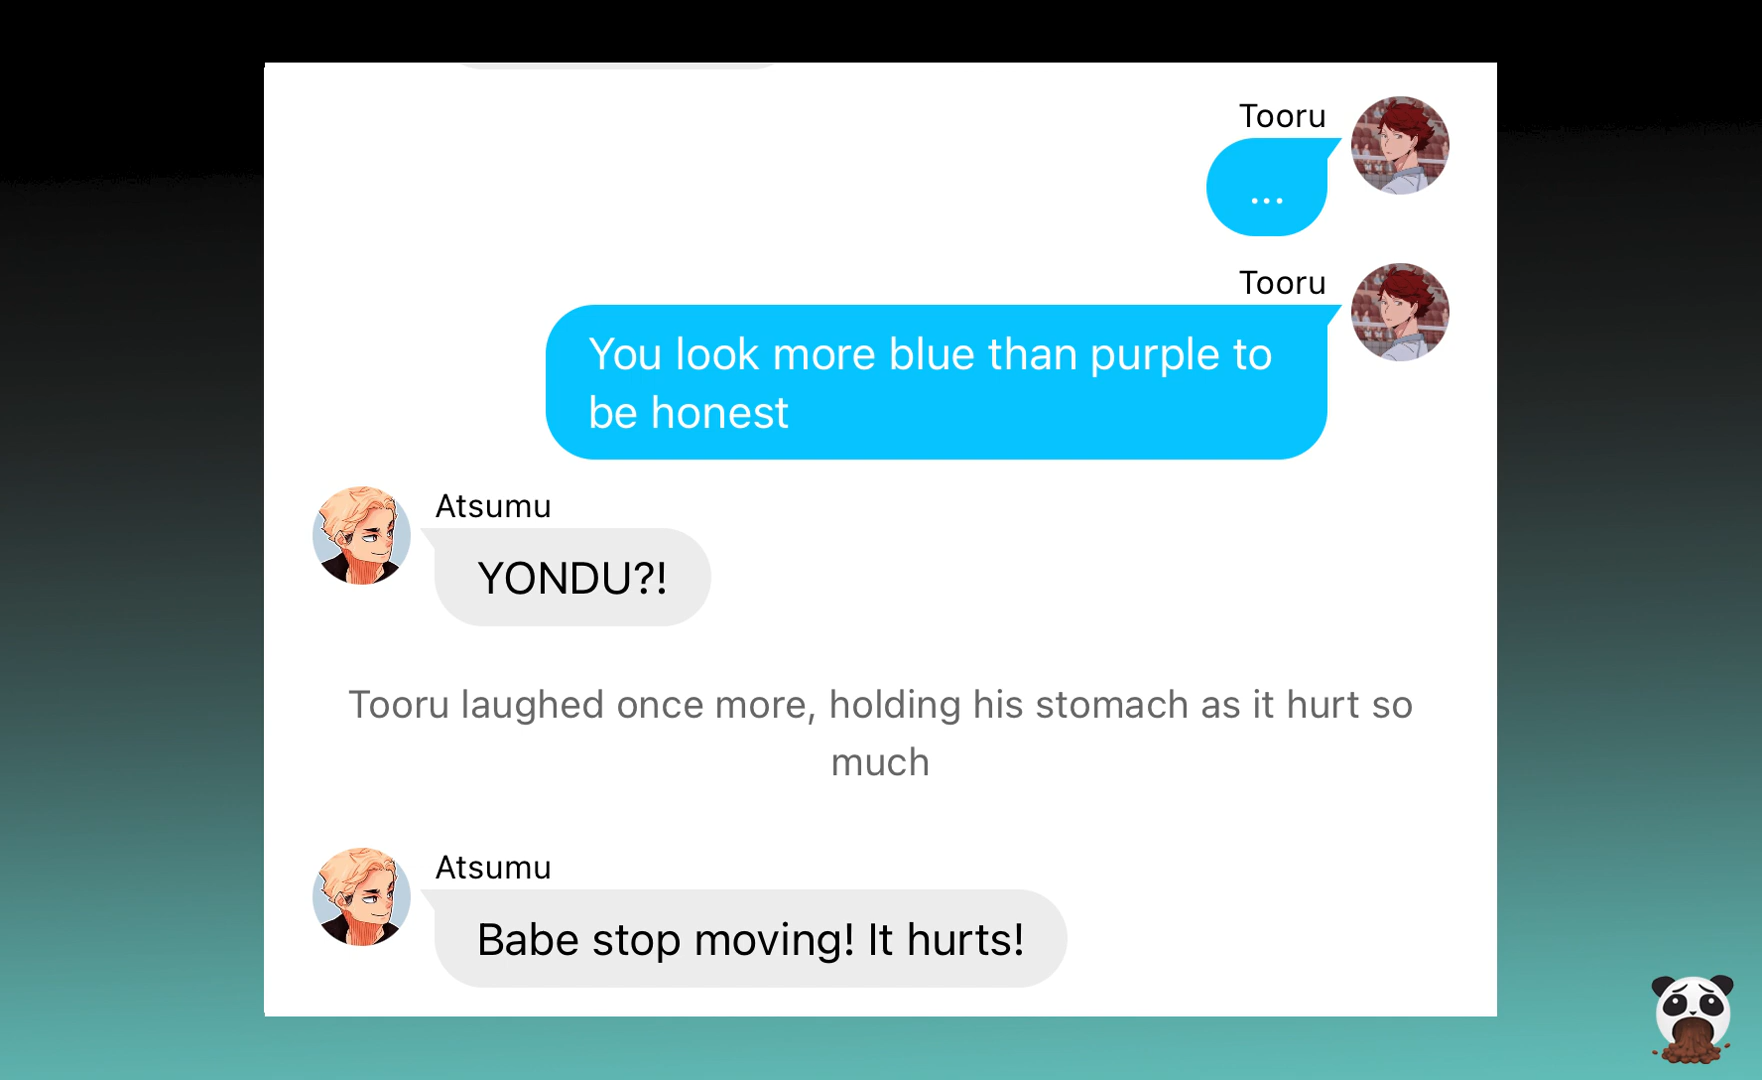 Tooru
...
Tooru
You look more blue than purple to
be honest
Atsumu
YONDU?!
Tooru laughed once more, holding his stomach as it hurt so
much
Atsumu
Babe stop moving! It hurts!